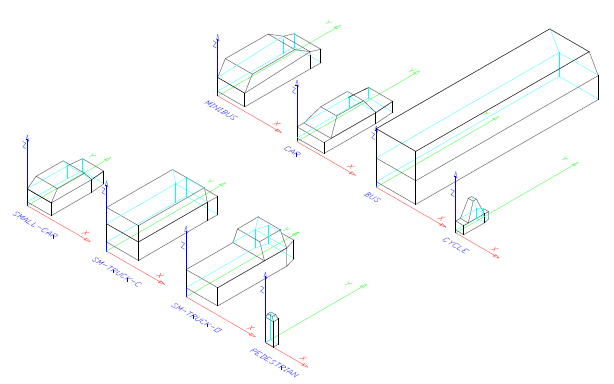 MINIBUS
X
Y
Z
CAR
X
Y
Z
BUS
X
Y
Z
CYCLE
X
Y
Z
SMALL-CAR
X
Y
Z
SM-TRUCK-C
X
Y
Z
SM-TRUCK-D
X
Y
Z
PEDESTRIAN
X
Y
Z